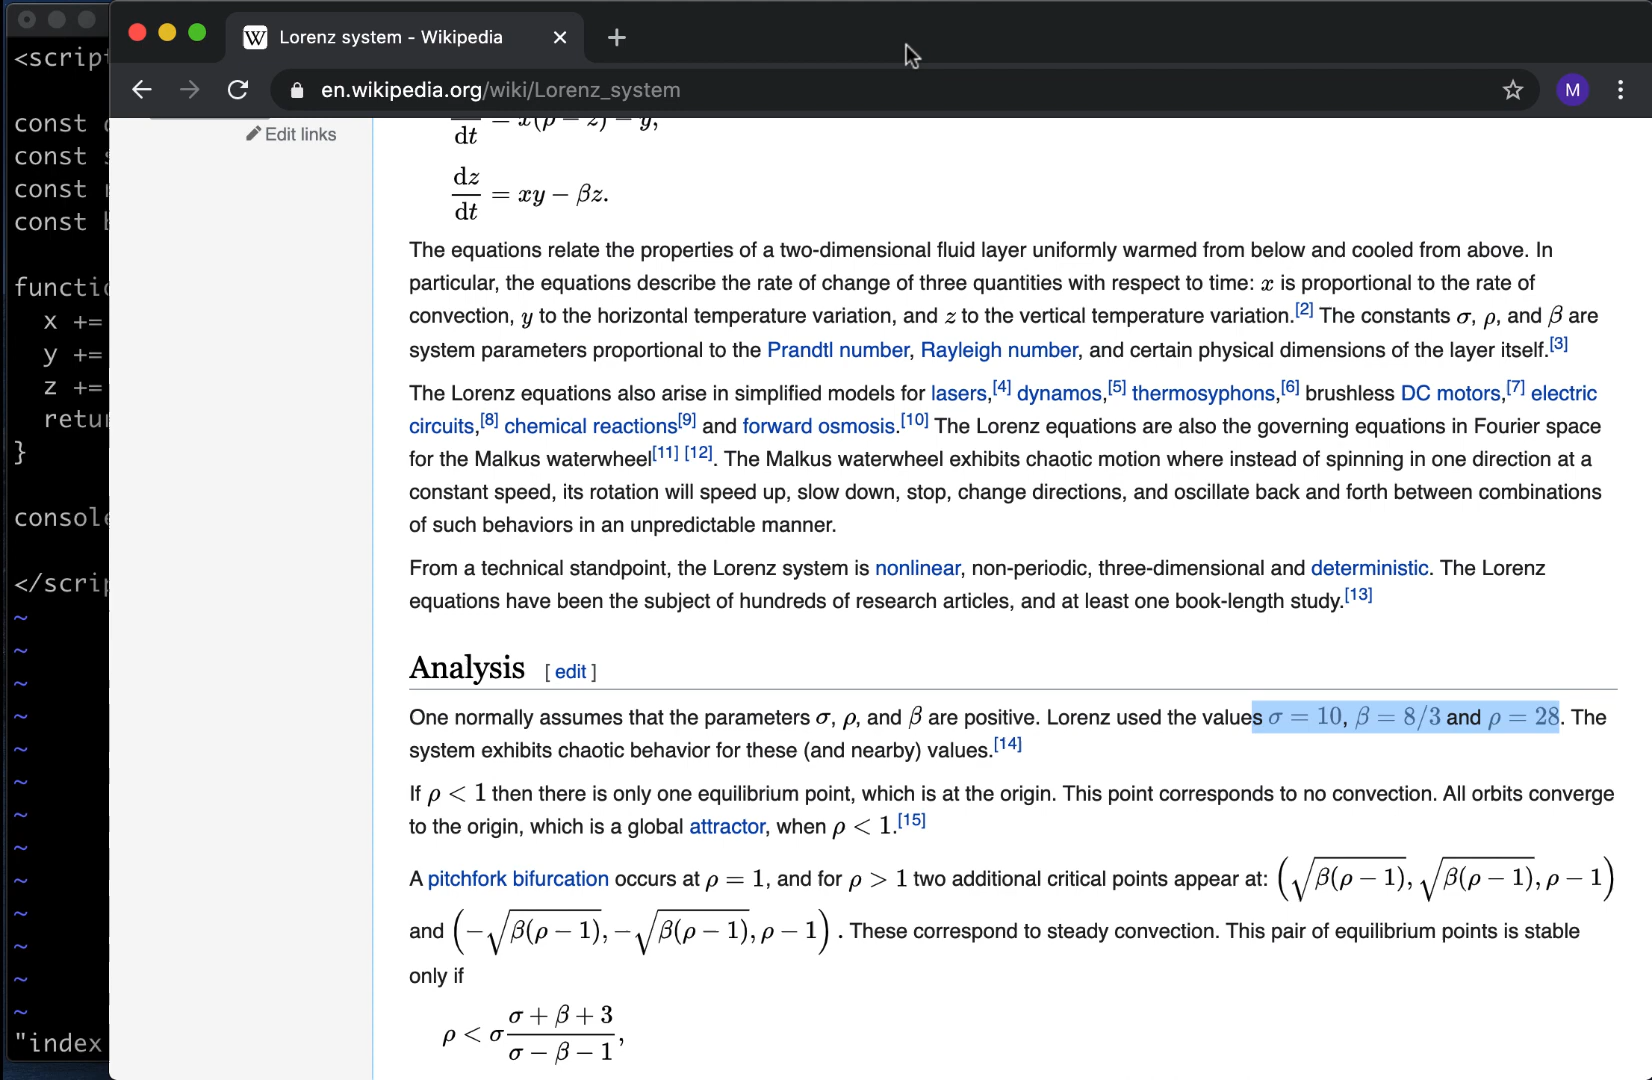 Lorenz system - Wikipedia
en.wikipedia.org/wiki/Lorenz_system
M
<script
const
const
const
const
function
x +=
y +=
z +=
return
}
console
</script
~
~
~
~
~
~
~
~
~
~
~
~
~
"index
Edit links
dt = x(ρ − z) − y,
dz/dt = xy − βz.
The equations relate the properties of a two-dimensional fluid layer uniformly warmed from below and cooled from above. In
particular, the equations describe the rate of change of three quantities with respect to time: x is proportional to the rate of
convection, y to the horizontal temperature variation, and z to the vertical temperature variation.[2] The constants σ, ρ, and β are
system parameters proportional to the Prandtl number, Rayleigh number, and certain physical dimensions of the layer itself.[3]
The Lorenz equations also arise in simplified models for lasers,[4] dynamos,[5] thermosyphons,[6] brushless DC motors,[7] electric
circuits,[8] chemical reactions[9] and forward osmosis.[10] The Lorenz equations are also the governing equations in Fourier space
for the Malkus waterwheel[11] [12]. The Malkus waterwheel exhibits chaotic motion where instead of spinning in one direction at a
constant speed, its rotation will speed up, slow down, stop, change directions, and oscillate back and forth between combinations
of such behaviors in an unpredictable manner.
From a technical standpoint, the Lorenz system is nonlinear, non-periodic, three-dimensional and deterministic. The Lorenz
equations have been the subject of hundreds of research articles, and at least one book-length study.[13]
Analysis [ edit ]
One normally assumes that the parameters σ, ρ, and β are positive. Lorenz used the values σ = 10, β = 8/3 and ρ = 28. The
system exhibits chaotic behavior for these (and nearby) values.[14]
If ρ < 1 then there is only one equilibrium point, which is at the origin. This point corresponds to no convection. All orbits converge
to the origin, which is a global attractor, when ρ < 1.[15]
A pitchfork bifurcation occurs at ρ = 1, and for ρ > 1 two additional critical points appear at: (√β(ρ − 1), √β(ρ − 1), ρ − 1)
and (−√β(ρ − 1), −√β(ρ − 1), ρ − 1) . These correspond to steady convection. This pair of equilibrium points is stable
only if
ρ < σ (σ + β + 3)/(σ − β − 1),